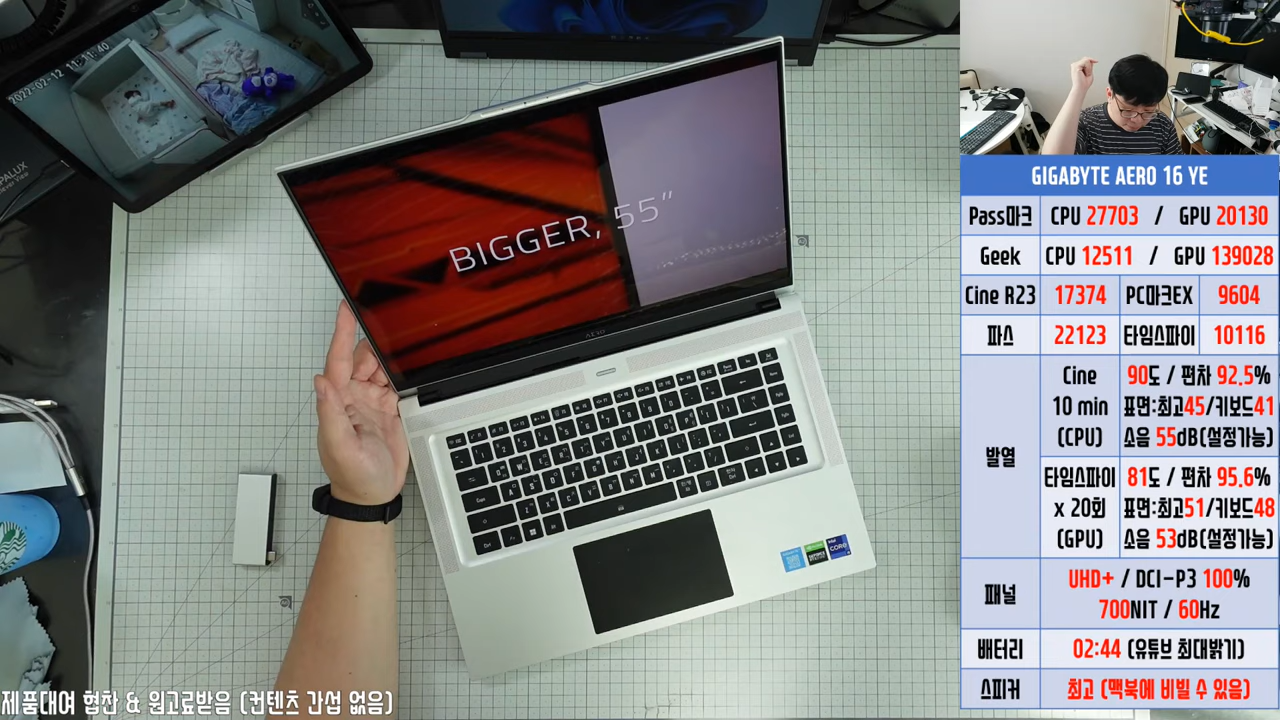 2022-02-12 11:11:40
BIGGER, 55"
AERO
GIGABYTE AERO 16 YE
Pass마크 CPU 27703 / GPU 20130
Geek CPU 12511 / GPU 139028
Cine R23 17374 PC마크EX 9604
파스 22123 타임스파이 10116
발열
Cine
10 min
(CPU)
90도 / 편차 92.5%
표면:최고45/키보드41
소음 55dB(설정가능)
타임스파이
x 20회
(GPU)
81도 / 편차 95.6%
표면:최고51/키보드48
소음 53dB(설정가능)
패널
UHD+ / DCI-P3 100%
700NIT / 60Hz
배터리 02:44 (유튜브 최대밝기)
스피커 최고 (맥북에 비빌 수 있음)
제품대여 협찬 & 원고료받음 (컨텐츠 간섭 없음)